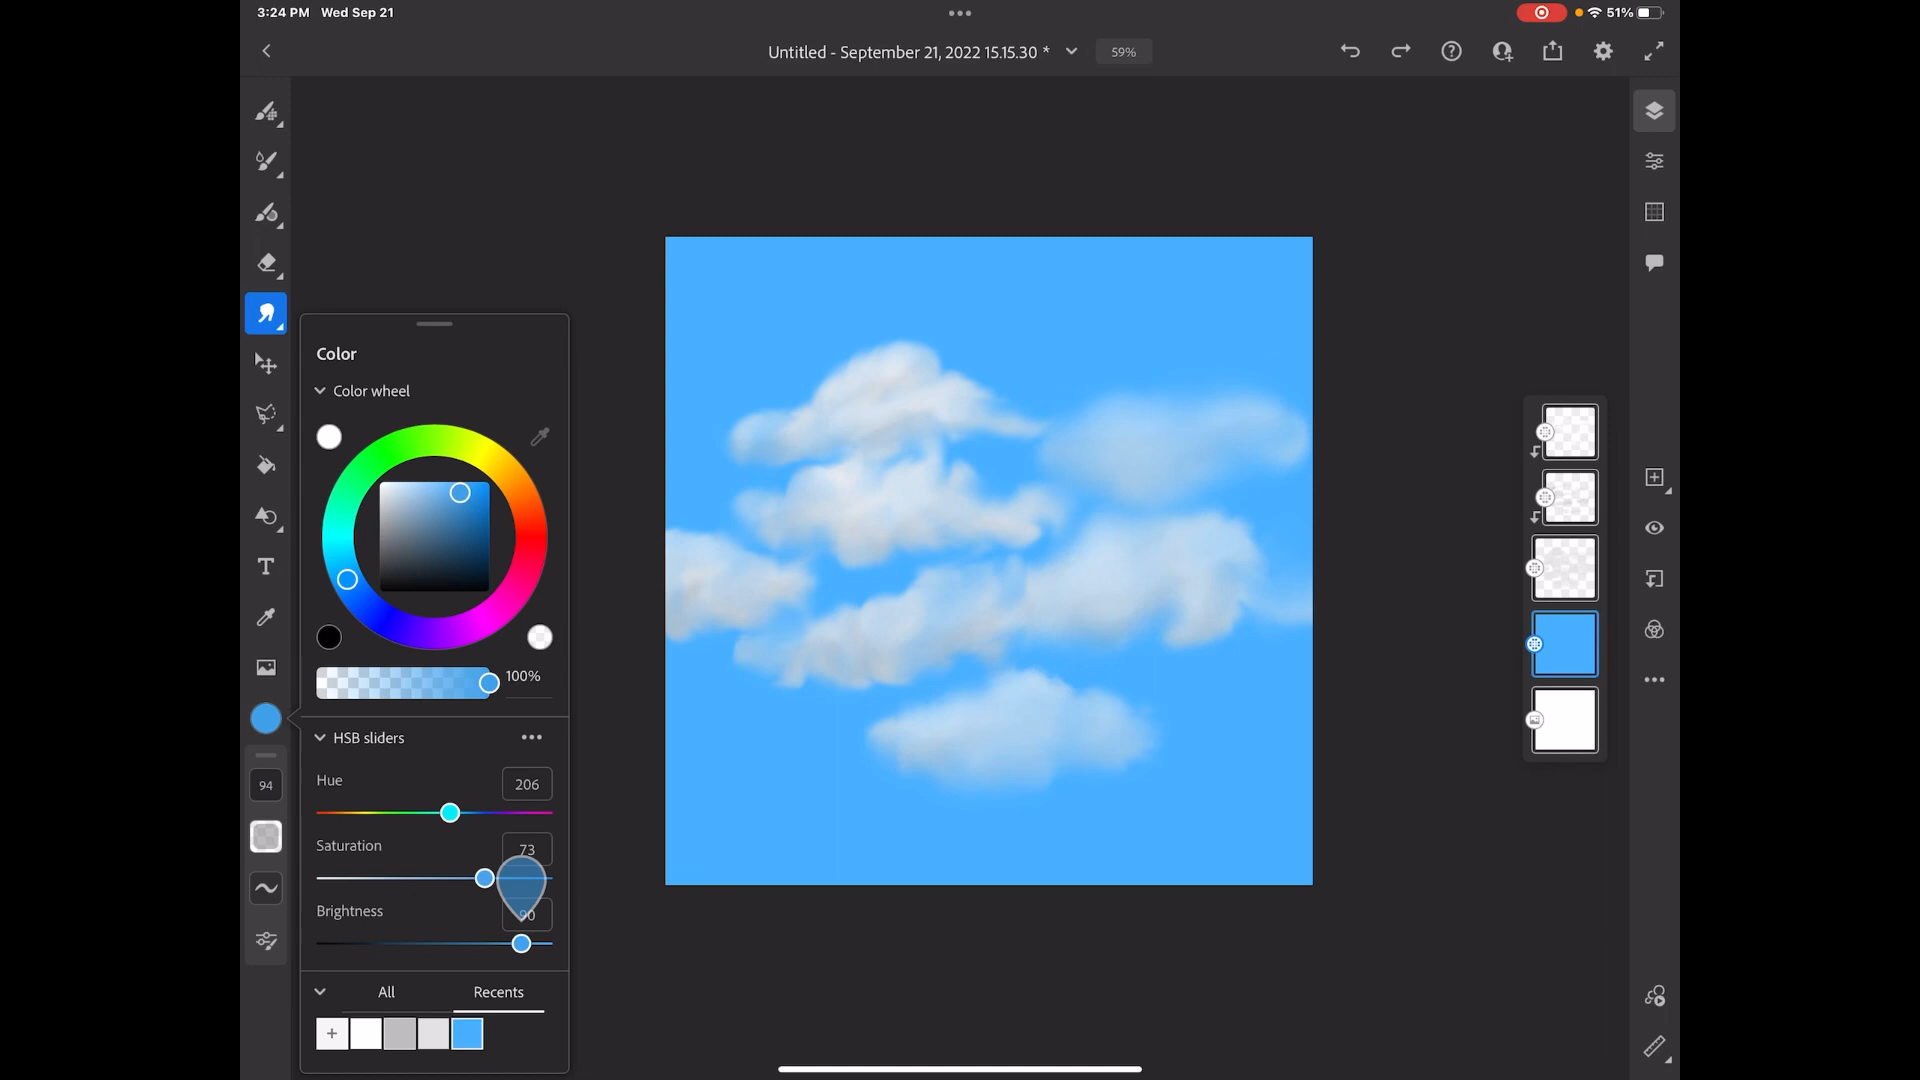 3:24 PM Wed Sep 21
51%
Untitled - September 21, 2022 15.15.30 *
59%
Color
Color wheel
100%
HSB sliders
Hue
206
Saturation
73
Brightness
90
All
Recents
T
94